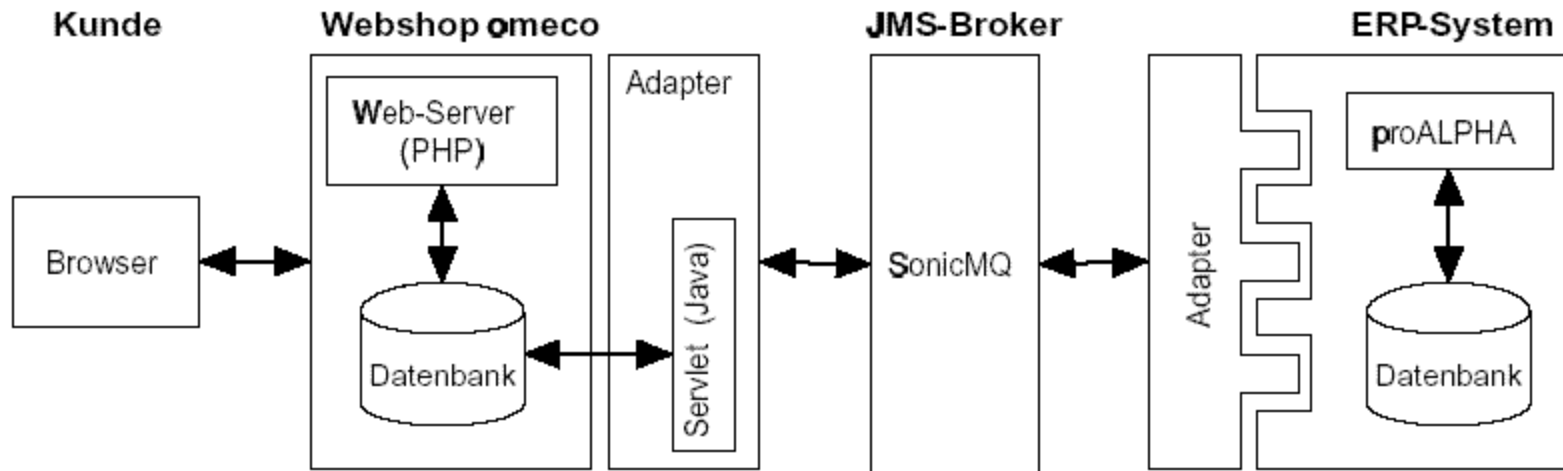 Kunde
Webshop omeco
JMS-Broker
ERP-System
Browser
Web-Server
(PHP)
Datenbank
Adapter
Servlet (Java)
SonicMQ
Adapter
proALPHA
Datenbank